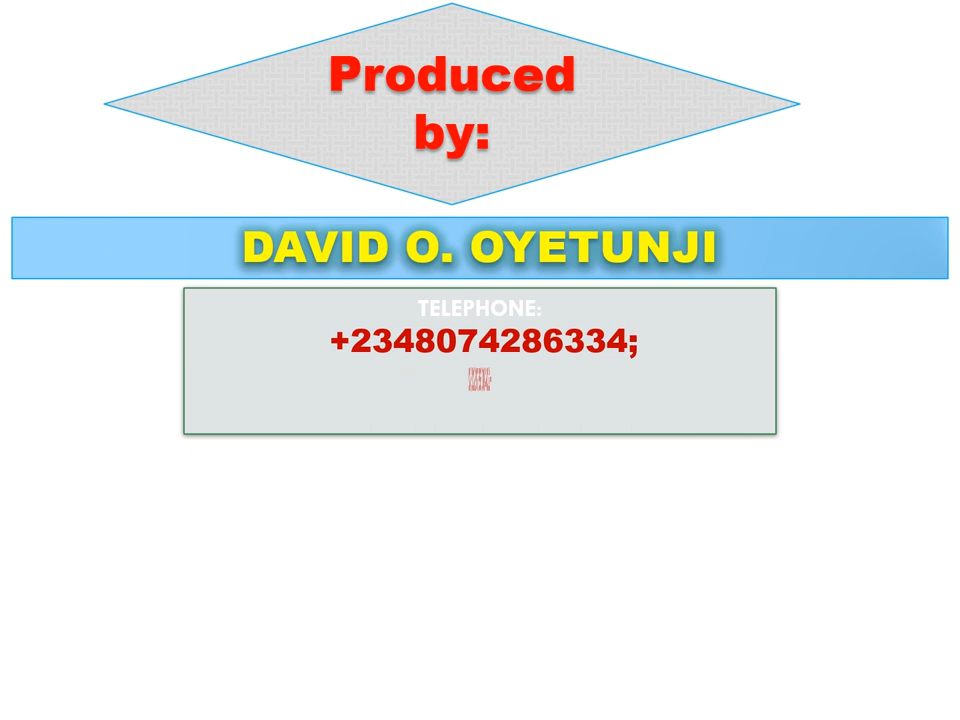 Produced
by:
DAVID O. OYETUNJI
TELEPHONE:
+2348074286334;